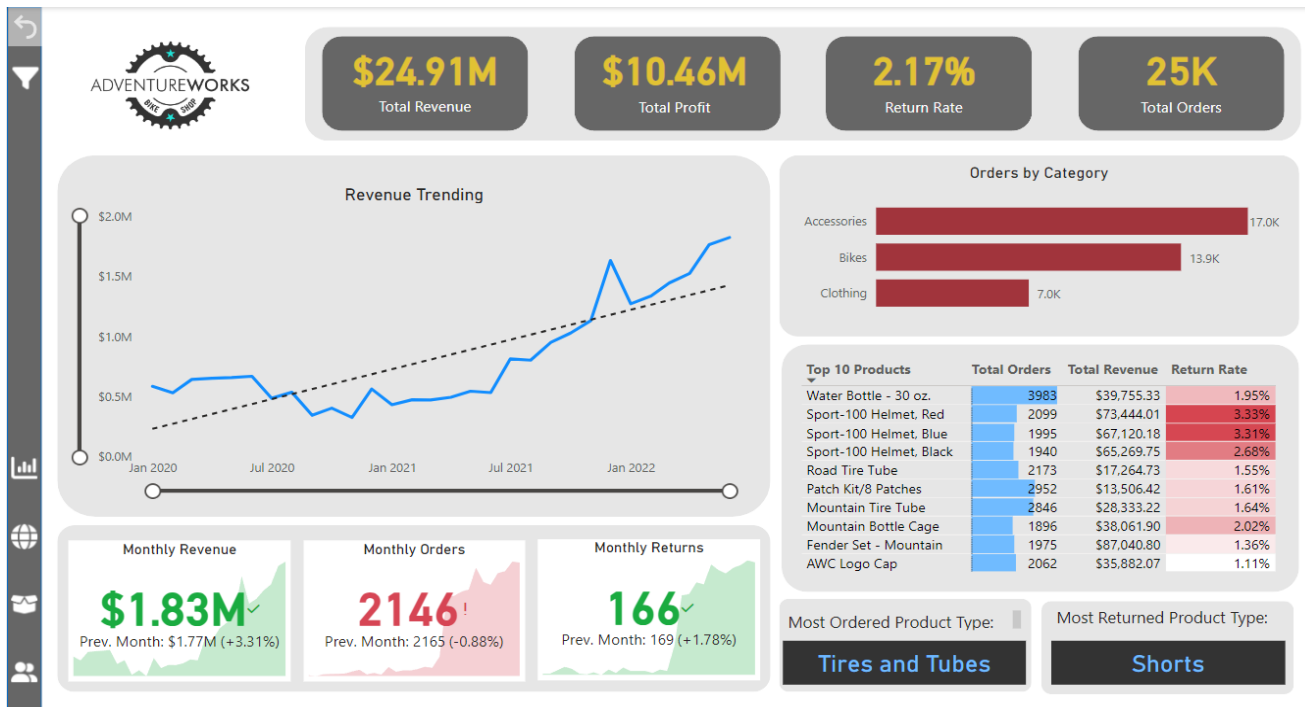 ADVENTUREWORKS
BIKE SHOP
$24.91M
Total Revenue
$10.46M
Total Profit
2.17%
Return Rate
25K
Total Orders
Revenue Trending
$2.0M
$1.5M
$1.0M
$0.5M
$0.0M
Jan 2020 Jul 2020 Jan 2021 Jul 2021 Jan 2022
Orders by Category
Accessories 17.0K
Bikes 13.9K
Clothing 7.0K
Top 10 Products Total Orders Total Revenue Return Rate
Water Bottle - 30 oz. 3983 $39,755.33 1.95%
Sport-100 Helmet, Red 2099 $73,444.01 3.33%
Sport-100 Helmet, Blue 1995 $67,120.18 3.31%
Sport-100 Helmet, Black 1940 $65,269.75 2.68%
Road Tire Tube 2173 $17,264.73 1.55%
Patch Kit/8 Patches 2952 $13,506.42 1.61%
Mountain Tire Tube 2846 $28,333.22 1.64%
Mountain Bottle Cage 1896 $38,061.90 2.02%
Fender Set - Mountain 1975 $87,040.80 1.36%
AWC Logo Cap 2062 $35,882.07 1.11%
Monthly Revenue
$1.83M
Prev. Month: $1.77M (+3.31%)
Monthly Orders
2146!
Prev. Month: 2165 (-0.88%)
Monthly Returns
166
Prev. Month: 169 (+1.78%)
Most Ordered Product Type:
Tires and Tubes
Most Returned Product Type:
Shorts